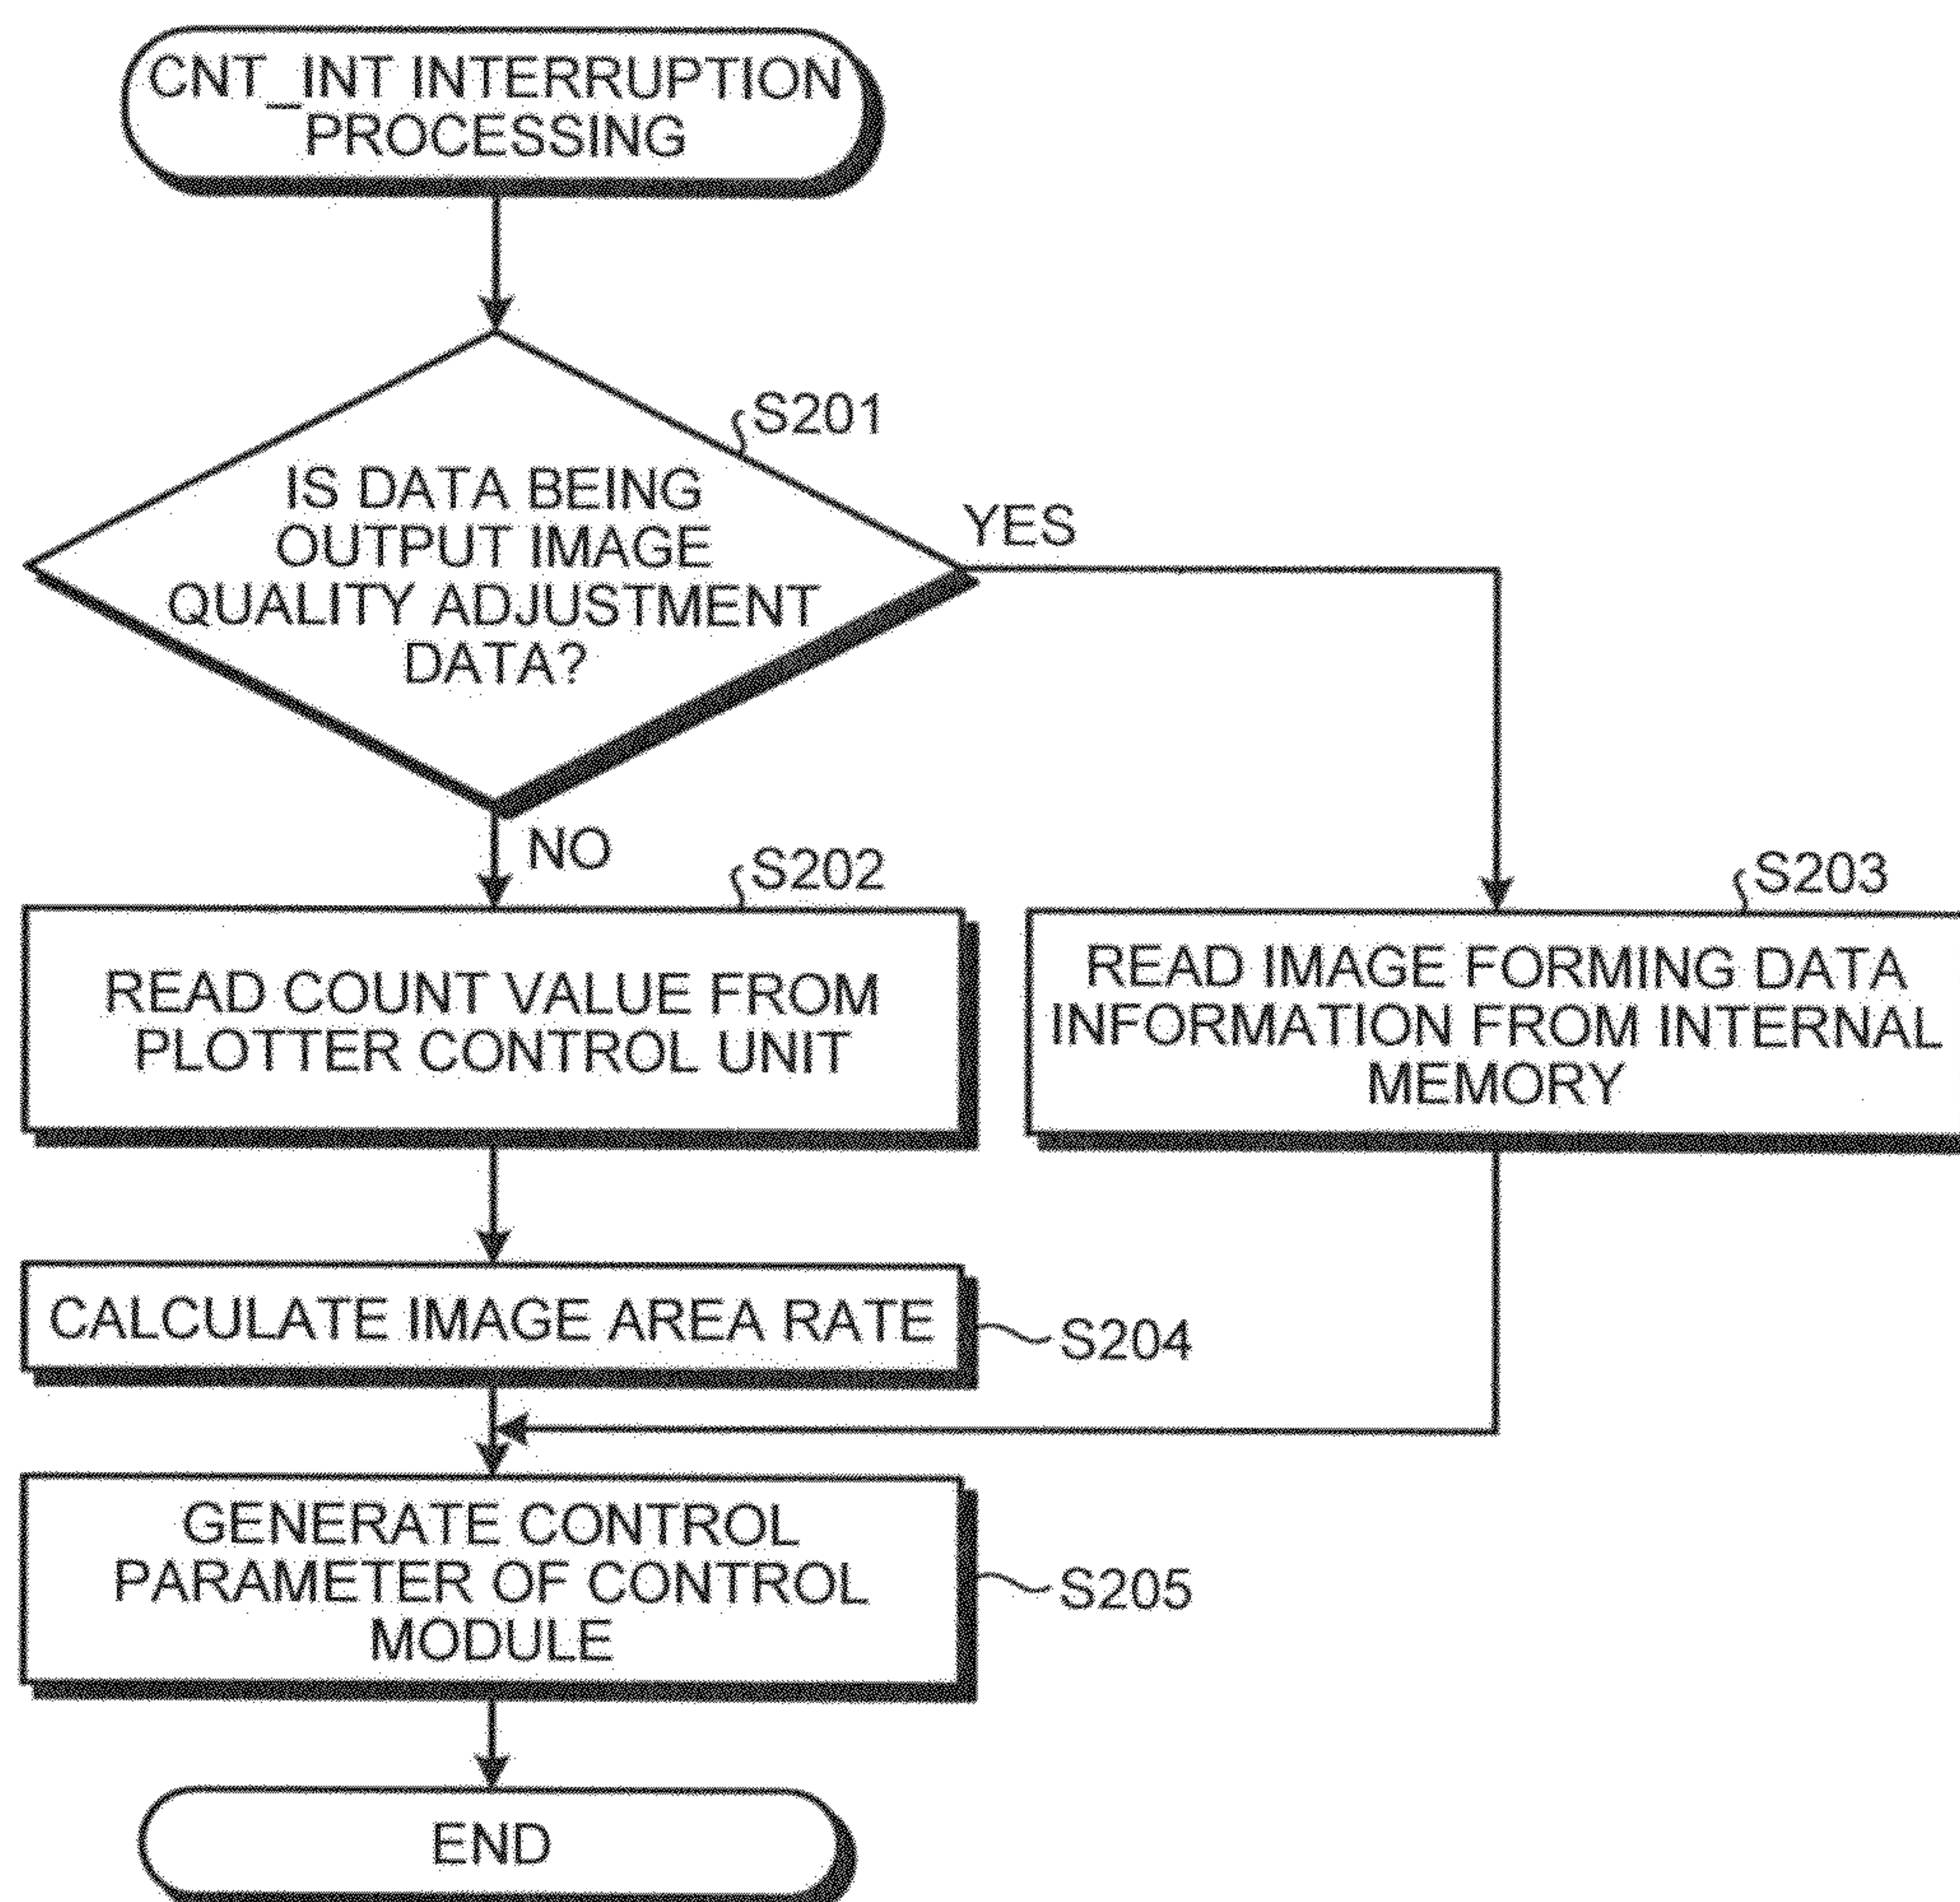 CNT_INT INTERRUPTION
PROCESSING
S201
IS DATA BEING
OUTPUT IMAGE
QUALITY ADJUSTMENT
DATA?
YES
NO
S202
READ COUNT VALUE FROM
PLOTTER CONTROL UNIT
S203
READ IMAGE FORMING DATA
INFORMATION FROM INTERNAL
MEMORY
CALCULATE IMAGE AREA RATE
S204
GENERATE CONTROL
PARAMETER OF CONTROL
MODULE
S205
END